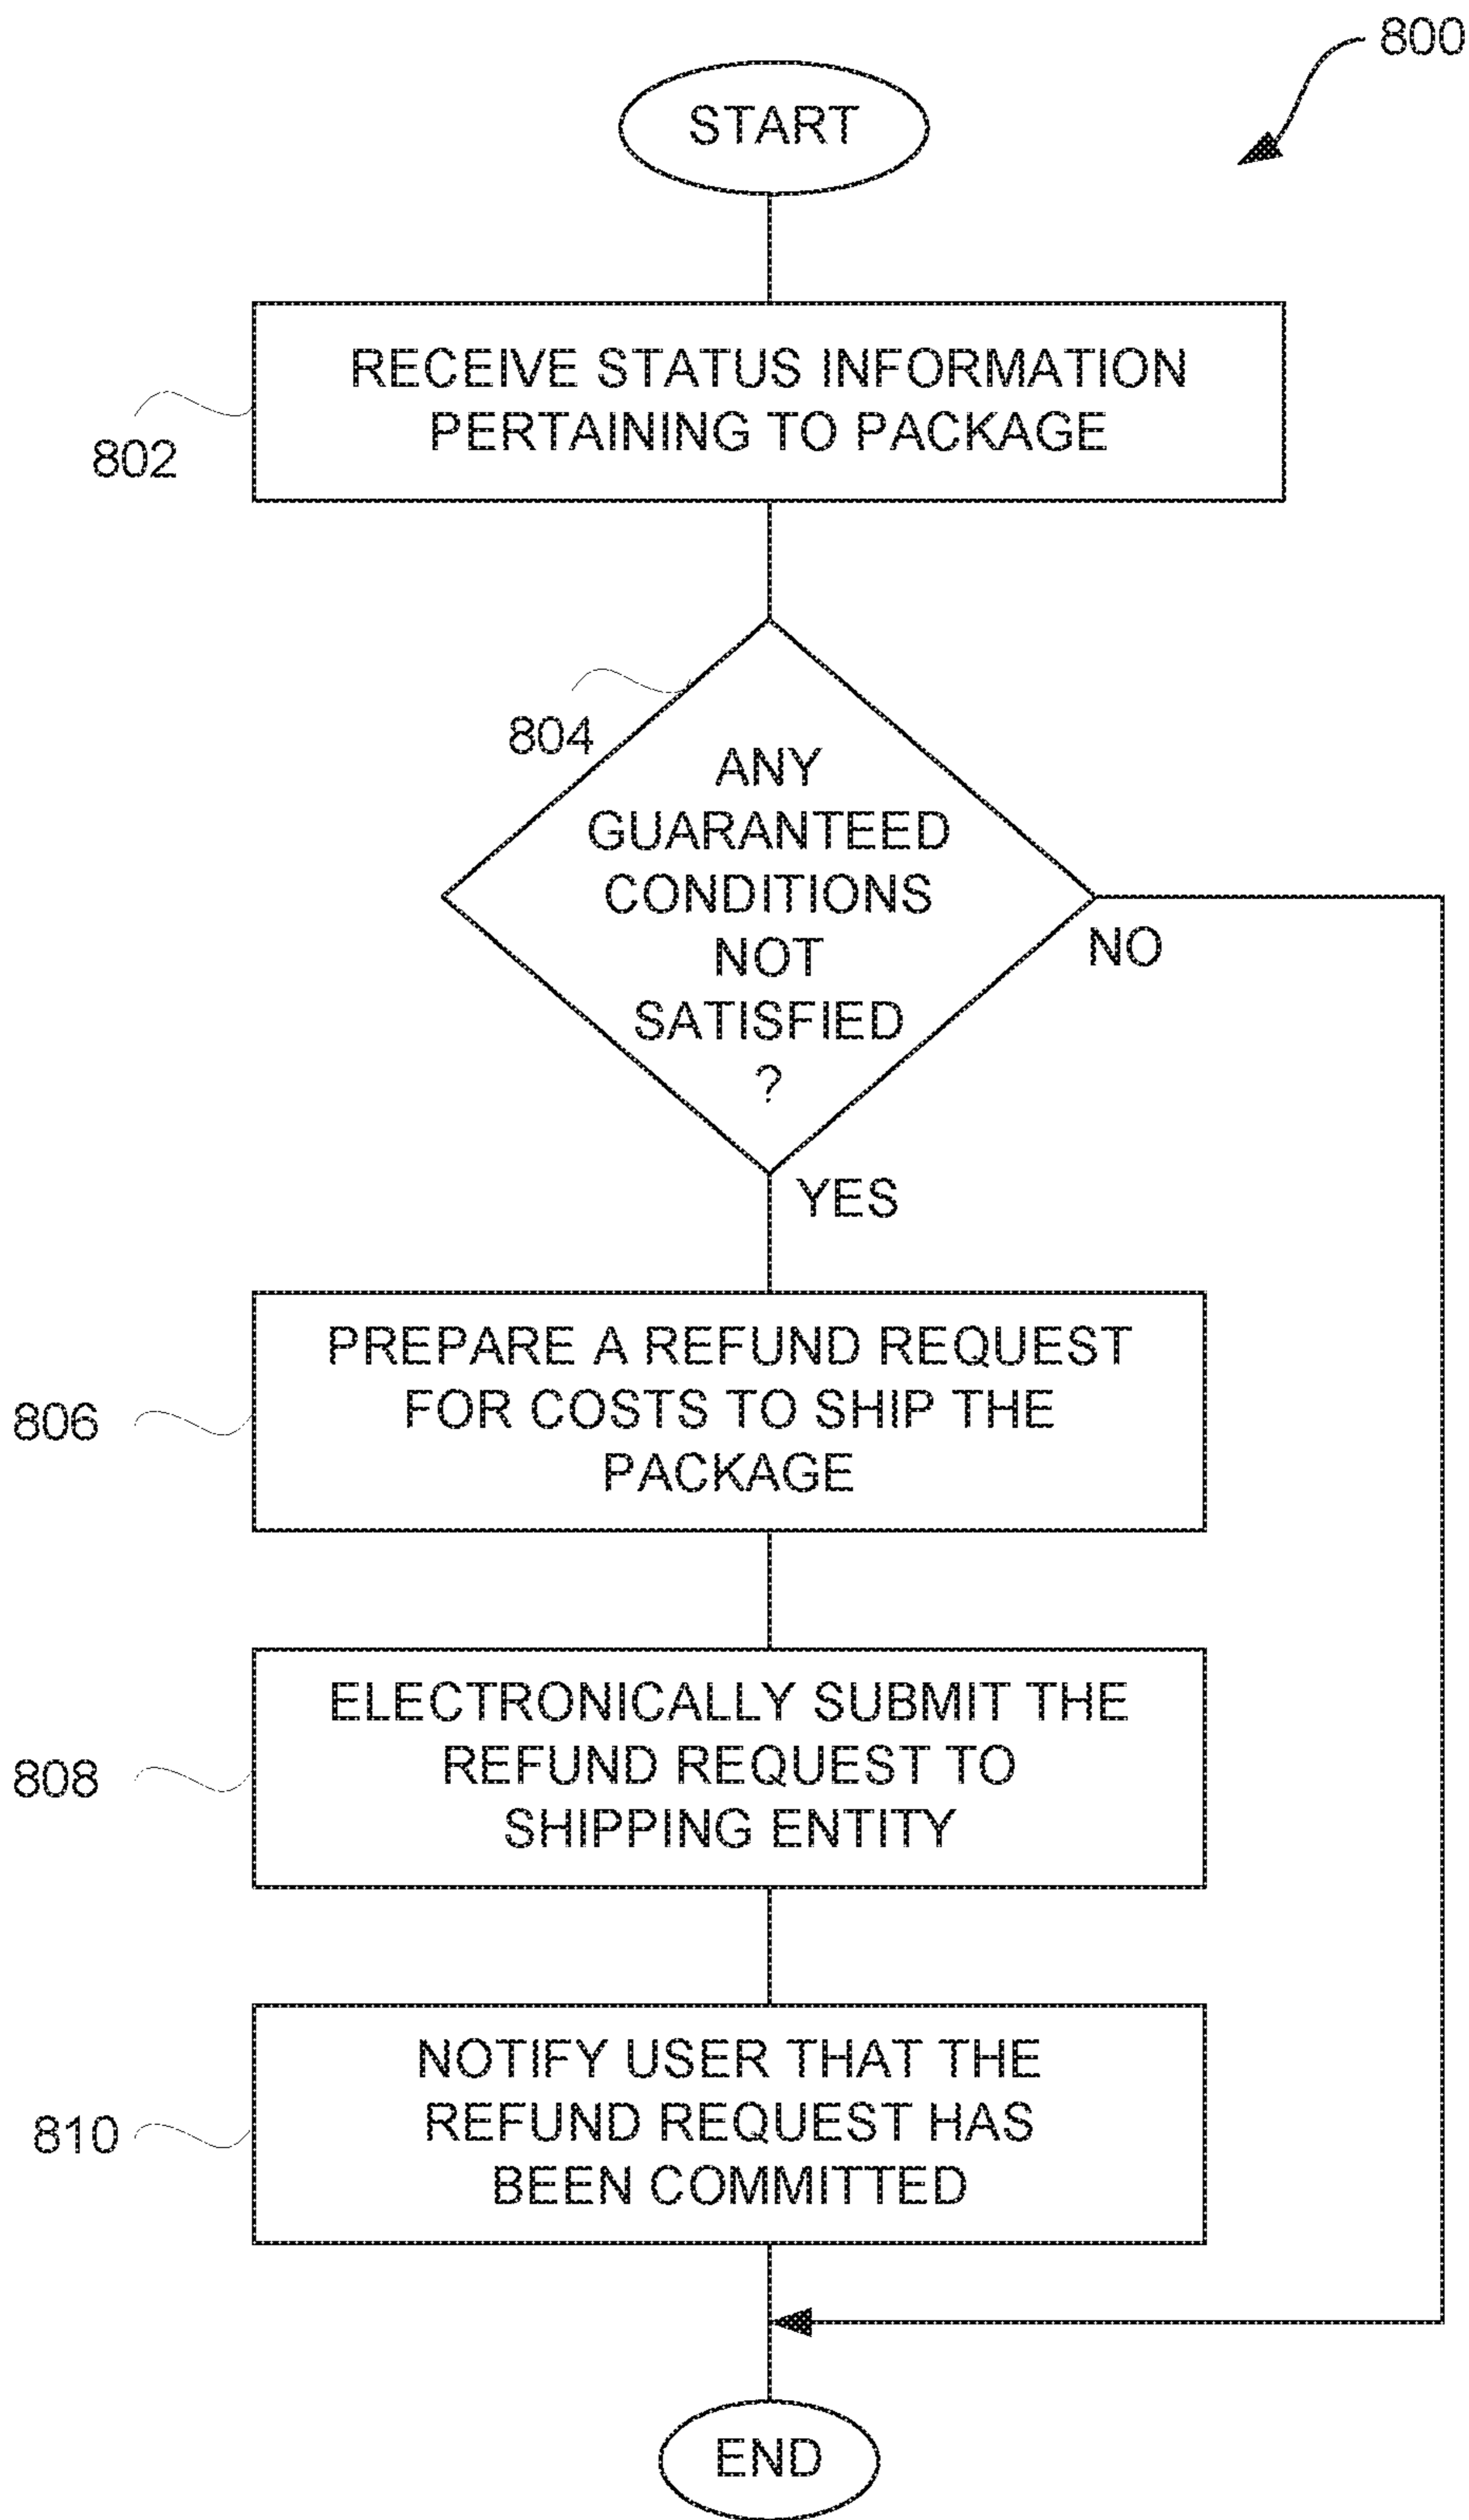 800
START
RECEIVE STATUS INFORMATION
PERTAINING TO PACKAGE
802
804
ANY
GUARANTEED
CONDITIONS
NOT
SATISFIED
?
NO
YES
PREPARE A REFUND REQUEST
FOR COSTS TO SHIP THE
PACKAGE
806
ELECTRONICALLY SUBMIT THE
REFUND REQUEST TO
SHIPPING ENTITY
808
NOTIFY USER THAT THE
REFUND REQUEST HAS
BEEN COMMITTED
810
END